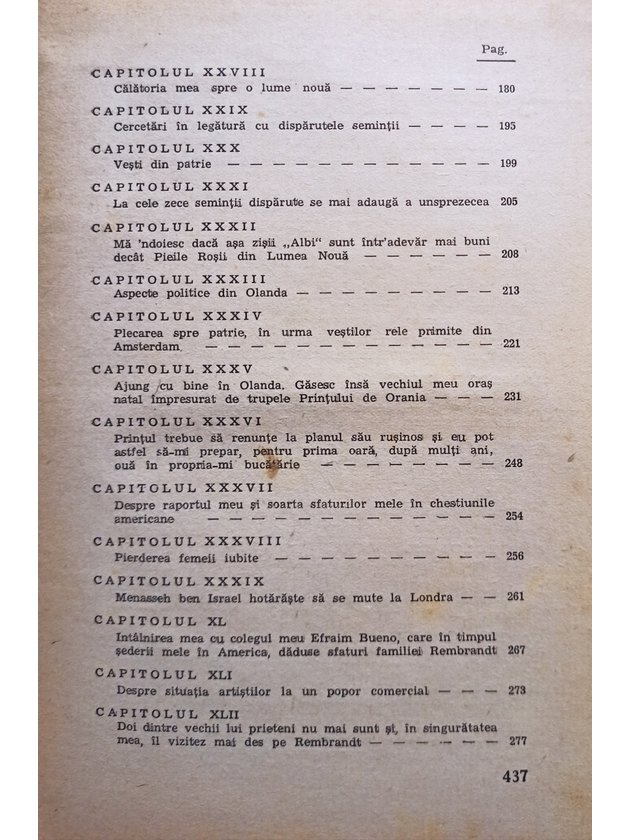 Pag.
CAPITOLUL XXVIII
Călătoria mea spre o lume nouă — — — — — — — 180
CAPITOLUL XXIX
Cercetări în legătură cu dispărutele seminții — — — — 195
CAPITOLUL XXX
Vești din patrie — — — — — — — — — — — 199
CAPITOLUL XXXI
La cele zece seminții dispărute se mai adaugă a unsprezecea 205
CAPITOLUL XXXII
Mă 'ndoiesc dacă așa zișii „Albi" sunt într'adevăr mai buni
decât Pieile Roșii din Lumea Nouă — — — — — — 208
CAPITOLUL XXXIII
Aspecte politice din Olanda — — — — — — — — 213
CAPITOLUL XXXIV
Plecarea spre patrie, în urma veștilor rele primite din
Amsterdam — — — — — — — — — — — — 221
CAPITOLUL XXXV
Ajung cu bine în Olanda. Găsesc însă vechiul meu oraș
natal împresurat de trupele Prințului de Orania — — — 231
CAPITOLUL XXXVI
Prințul trebue să renunțe la planul său rușinos și eu pot
astfel să-mi prepar, pentru prima oară, după mulți ani,
ouă în propria-mi bucătărie — — — — — — — 248
CAPITOLUL XXXVII
Despre raportul meu și soarta sfaturilor mele în chestiunile
americane — — — — — — — — — — — — 254
CAPITOLUL XXXVIII
Pierderea femeii iubite — — — — — — — — — 256
CAPITOLUL XXXIX
Menasseh ben Israel hotărăște să se mute la Londra — — 261
CAPITOLUL XL
Intâlnirea mea cu colegul meu Efraim Bueno, care în timpul
șederii mele în America, dăduse sfaturi familiei Rembrandt 267
CAPITOLUL XLI
Despre situația artiștilor la un popor comercial — — — 273
CAPITOLUL XLII
Doi dintre vechii lui prieteni nu mai sunt și, în singurătatea
mea, îl vizitez mai des pe Rembrandt — — — — — — 277
437